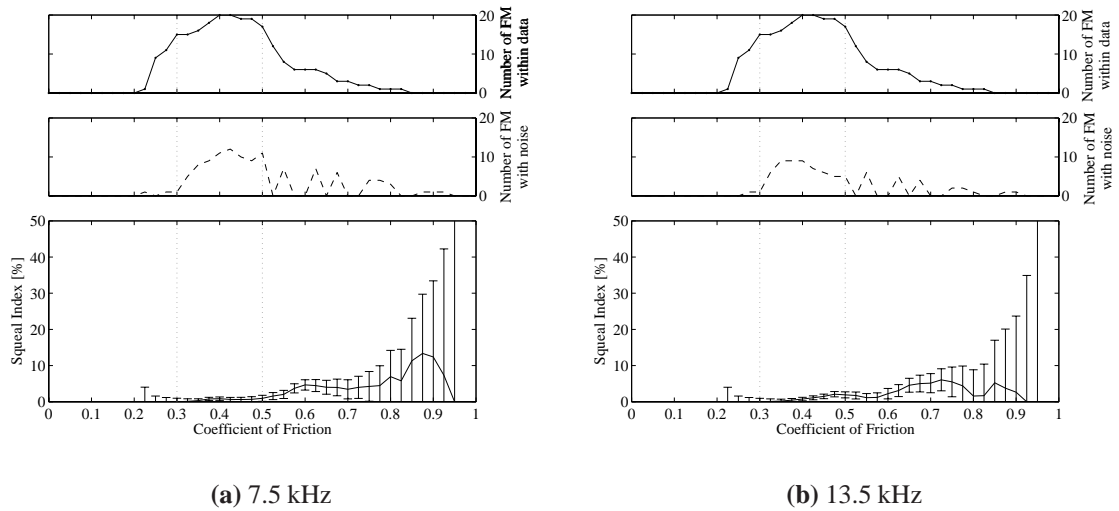 20
10
0
Number of FM
within data
20
10
0
Number of FM
with noise
50
40
30
20
10
0
Squeal Index [%]
0 0.1 0.2 0.3 0.4 0.5 0.6 0.7 0.8 0.9 1
Coefficient of Friction
(a) 7.5 kHz
20
10
0
Number of FM
within data
20
10
0
Number of FM
with noise
50
40
30
20
10
0
Squeal Index [%]
0 0.1 0.2 0.3 0.4 0.5 0.6 0.7 0.8 0.9 1
Coefficient of Friction
(b) 13.5 kHz